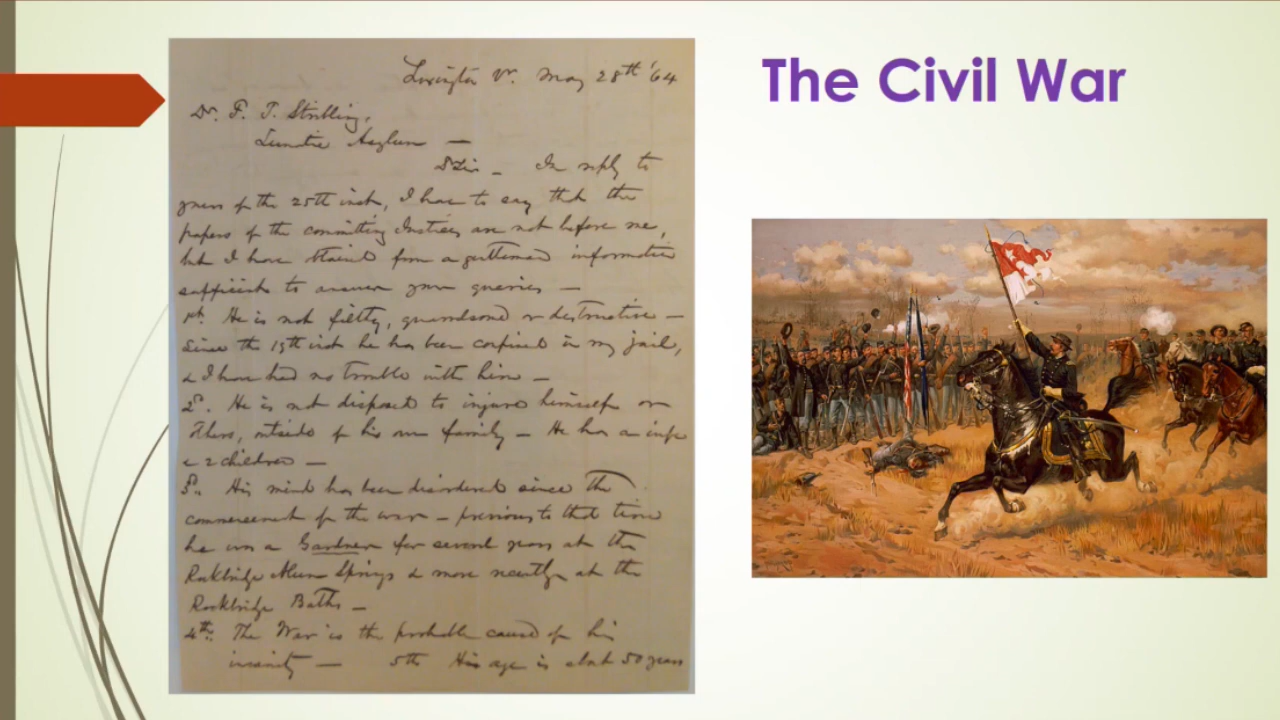 The Civil War
Lexington Va. May 28th '64
Dr. F. T. Stribling,
Lunatic Asylum —
Sir — In reply to
yours of the 25th inst, I have to say that the
papers of the committing Justices are not before me,
but I have obtained from a gentleman information
sufficient to answer your queries —
1st. He is not filthy, or destructive —
Since the 19th inst he has been confined in my jail,
& I have had no trouble with him —
2d. He is not disposed to injure himself or
others, outside of his own family — He has a wife
& 2 children —
3d. His mind has been disordered since the
commencement of the war — previous to that time
he was a Gardner for several years at the
Rockbridge Alum Springs & more recently at the
Rockbridge Baths —
4th. The War is the probable cause of his
insanity — 5th His age is about 50 years